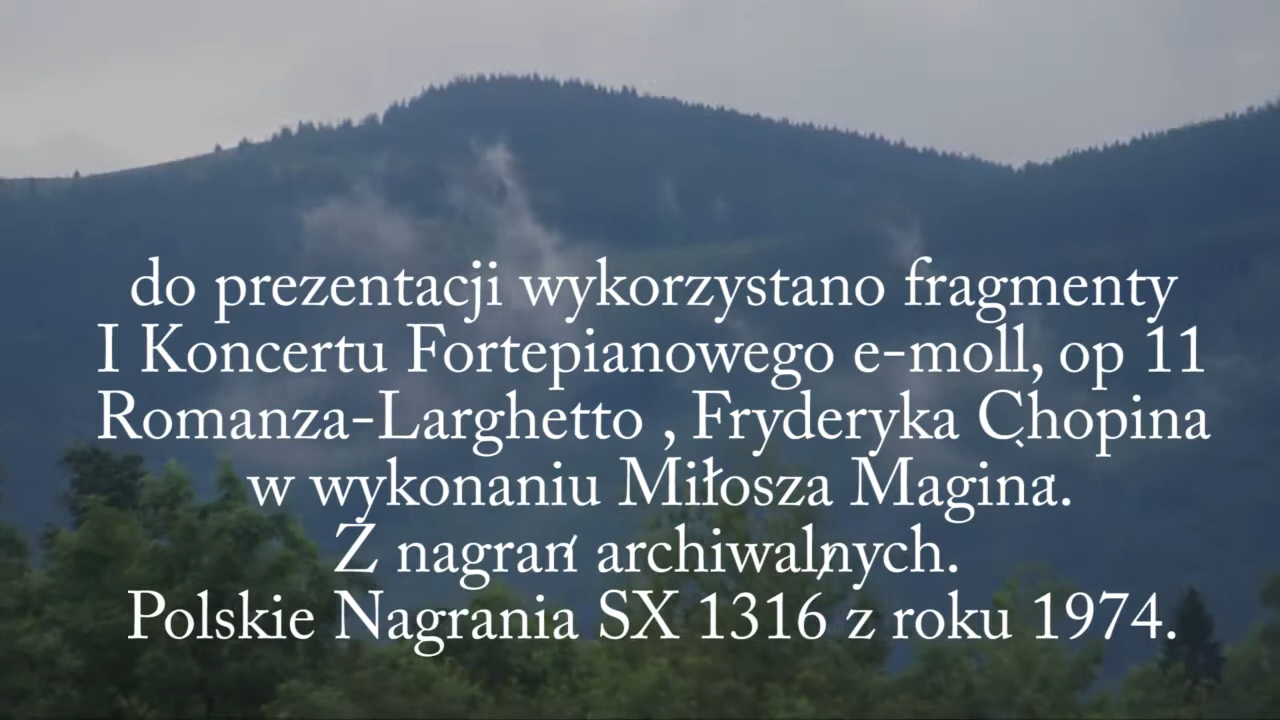 do prezentacji wykorzystano fragmenty
I Koncertu Fortepianowego e-moll, op 11
Romanza-Larghetto , Fryderyka Chopina
w wykonaniu Miłosza Magina.
Z nagrań archiwalnych.
Polskie Nagrania SX 1316 z roku 1974.